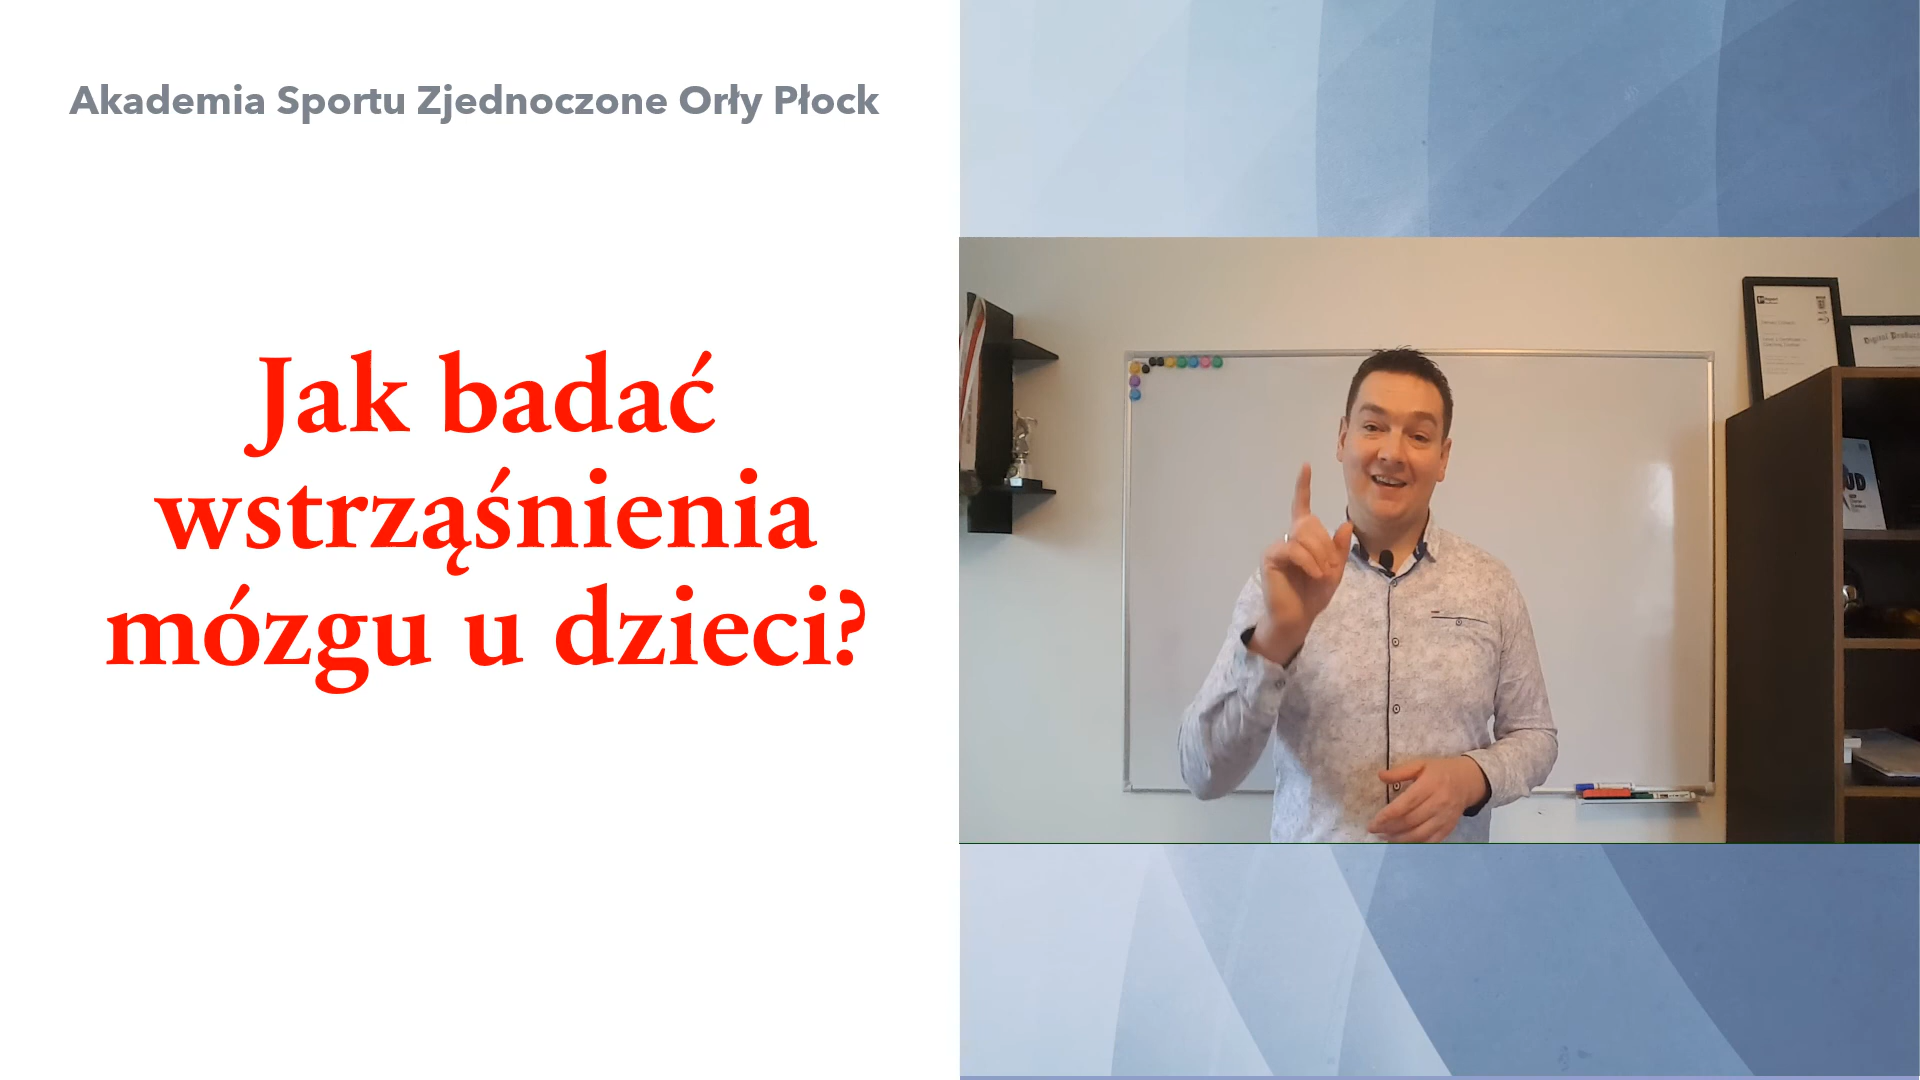 Akademia Sportu Zjednoczone Orły Płock
Jak badać
wstrząśnienia
mózgu u dzieci?